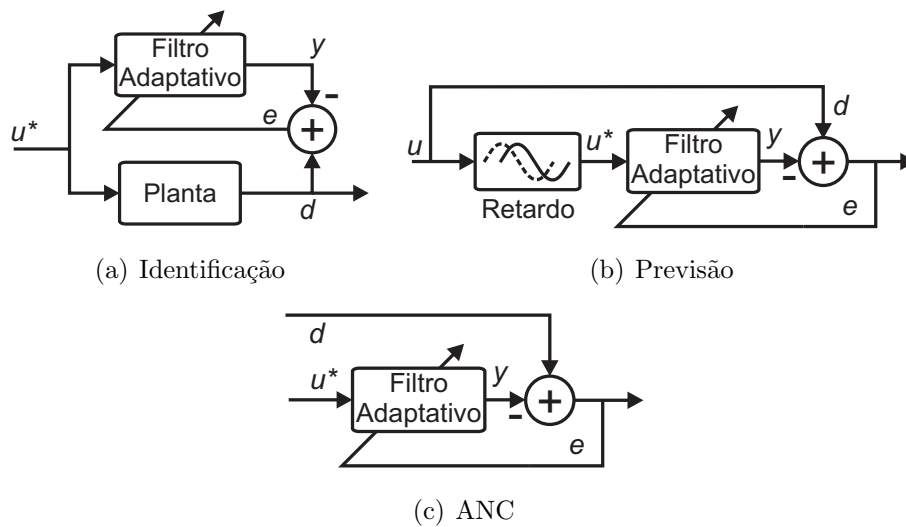 Filtro
Adaptativo
y
-
e
+
u*
Planta
d
(a) Identificação
d
u
u*
Filtro
Adaptativo
y
-
+
Retardo
e
(b) Previsão
d
u*
Filtro
Adaptativo
y
-
+
e
(c) ANC